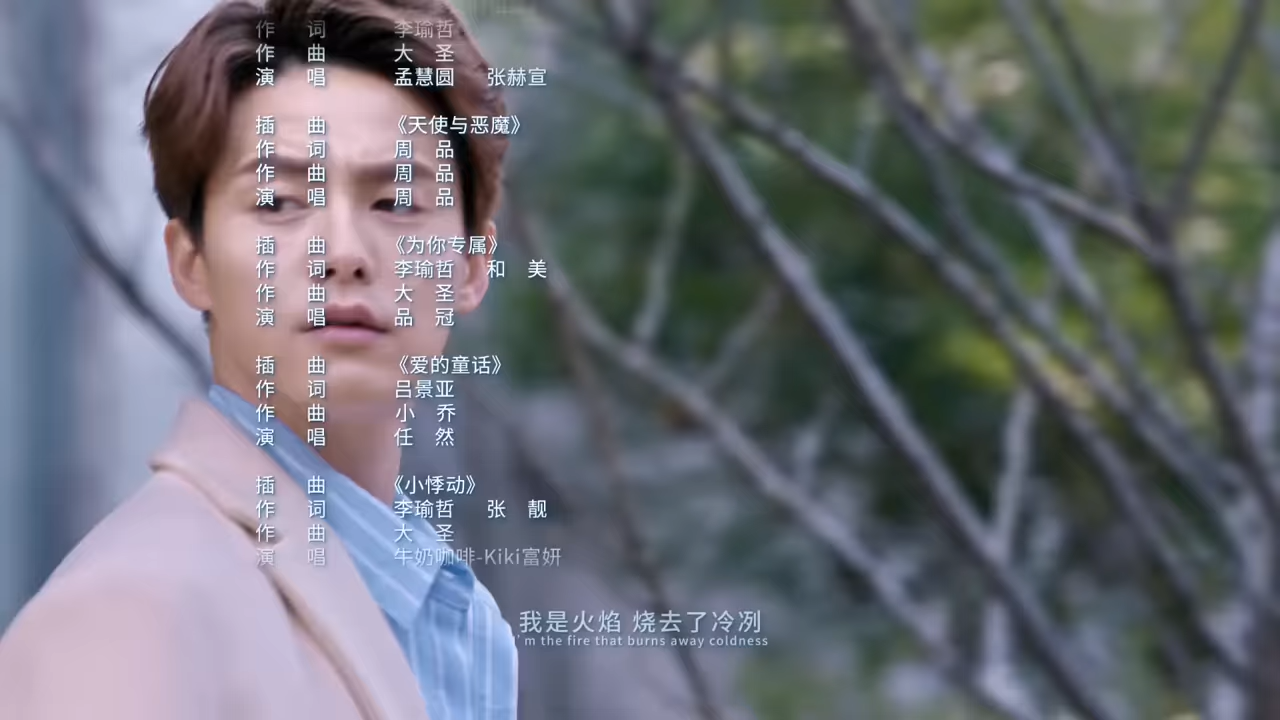 作 词 李瑜哲
作 曲 大 圣
演 唱 孟慧圆 张赫宣
插 曲 《天使与恶魔》
作 词 周 品
作 曲 周 品
演 唱 周 品
插 曲 《为你专属》
作 词 李瑜哲 和 美
作 曲 大 圣
演 唱 品 冠
插 曲 《爱的童话》
作 词 吕景亚
作 曲 小 乔
演 唱 任 然
插 曲 《小悸动》
作 词 李瑜哲 张 靓
作 曲 大 圣
演 唱 牛奶咖啡-Kiki富妍
我是火焰 烧去了冷冽
'm the fire that burns away coldness